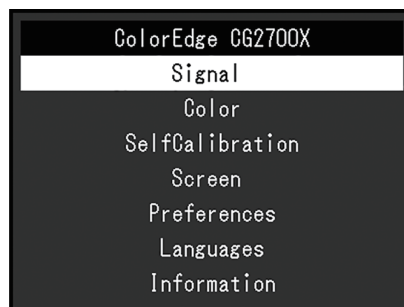 ColorEdge CG2700X
Signal
Color
SelfCalibration
Screen
Preferences
Languages
Information